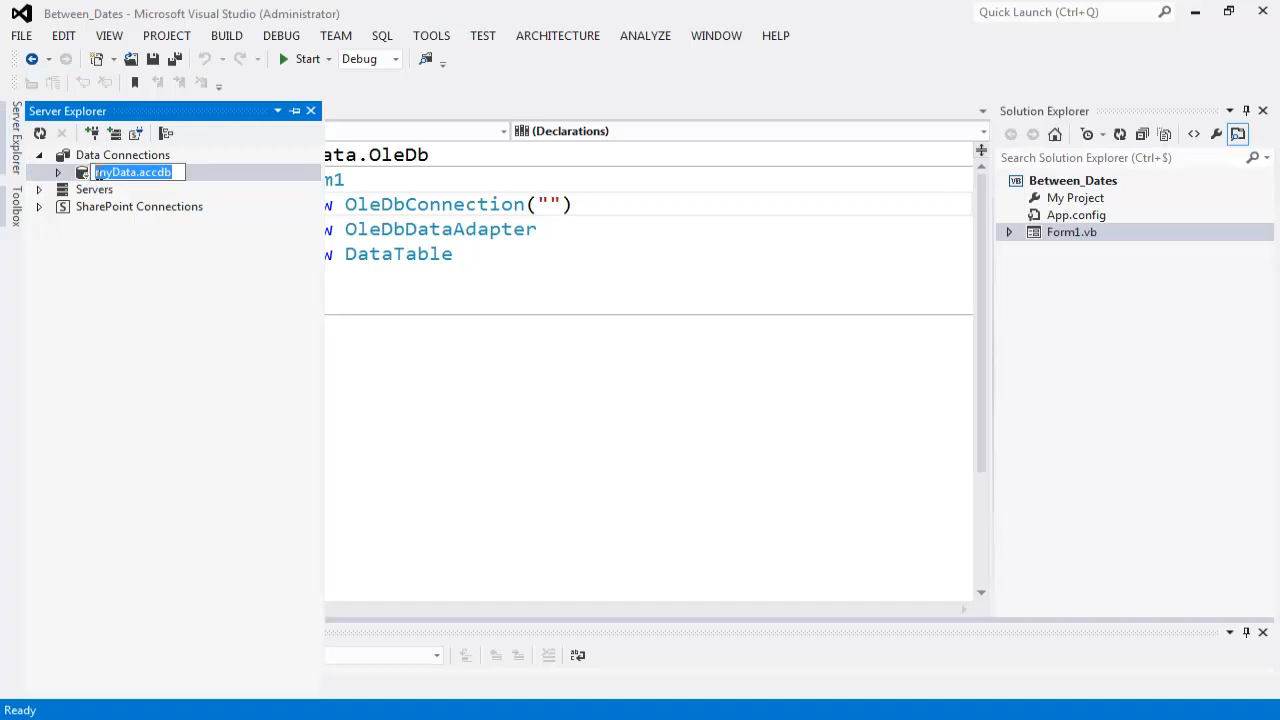 Between_Dates - Microsoft Visual Studio (Administrator)
Quick Launch (Ctrl+Q)
FILE EDIT VIEW PROJECT BUILD DEBUG TEAM SQL TOOLS TEST ARCHITECTURE ANALYZE WINDOW HELP
Start Debug
Server Explorer
Toolbox
Server Explorer
Data Connections
myData.accdb
Servers
SharePoint Connections
(Declarations)
ata.OleDb
m1
w OleDbConnection("")
w OleDbDataAdapter
w DataTable
Solution Explorer
Search Solution Explorer (Ctrl+$)
Between_Dates
My Project
App.config
Form1.vb
Ready